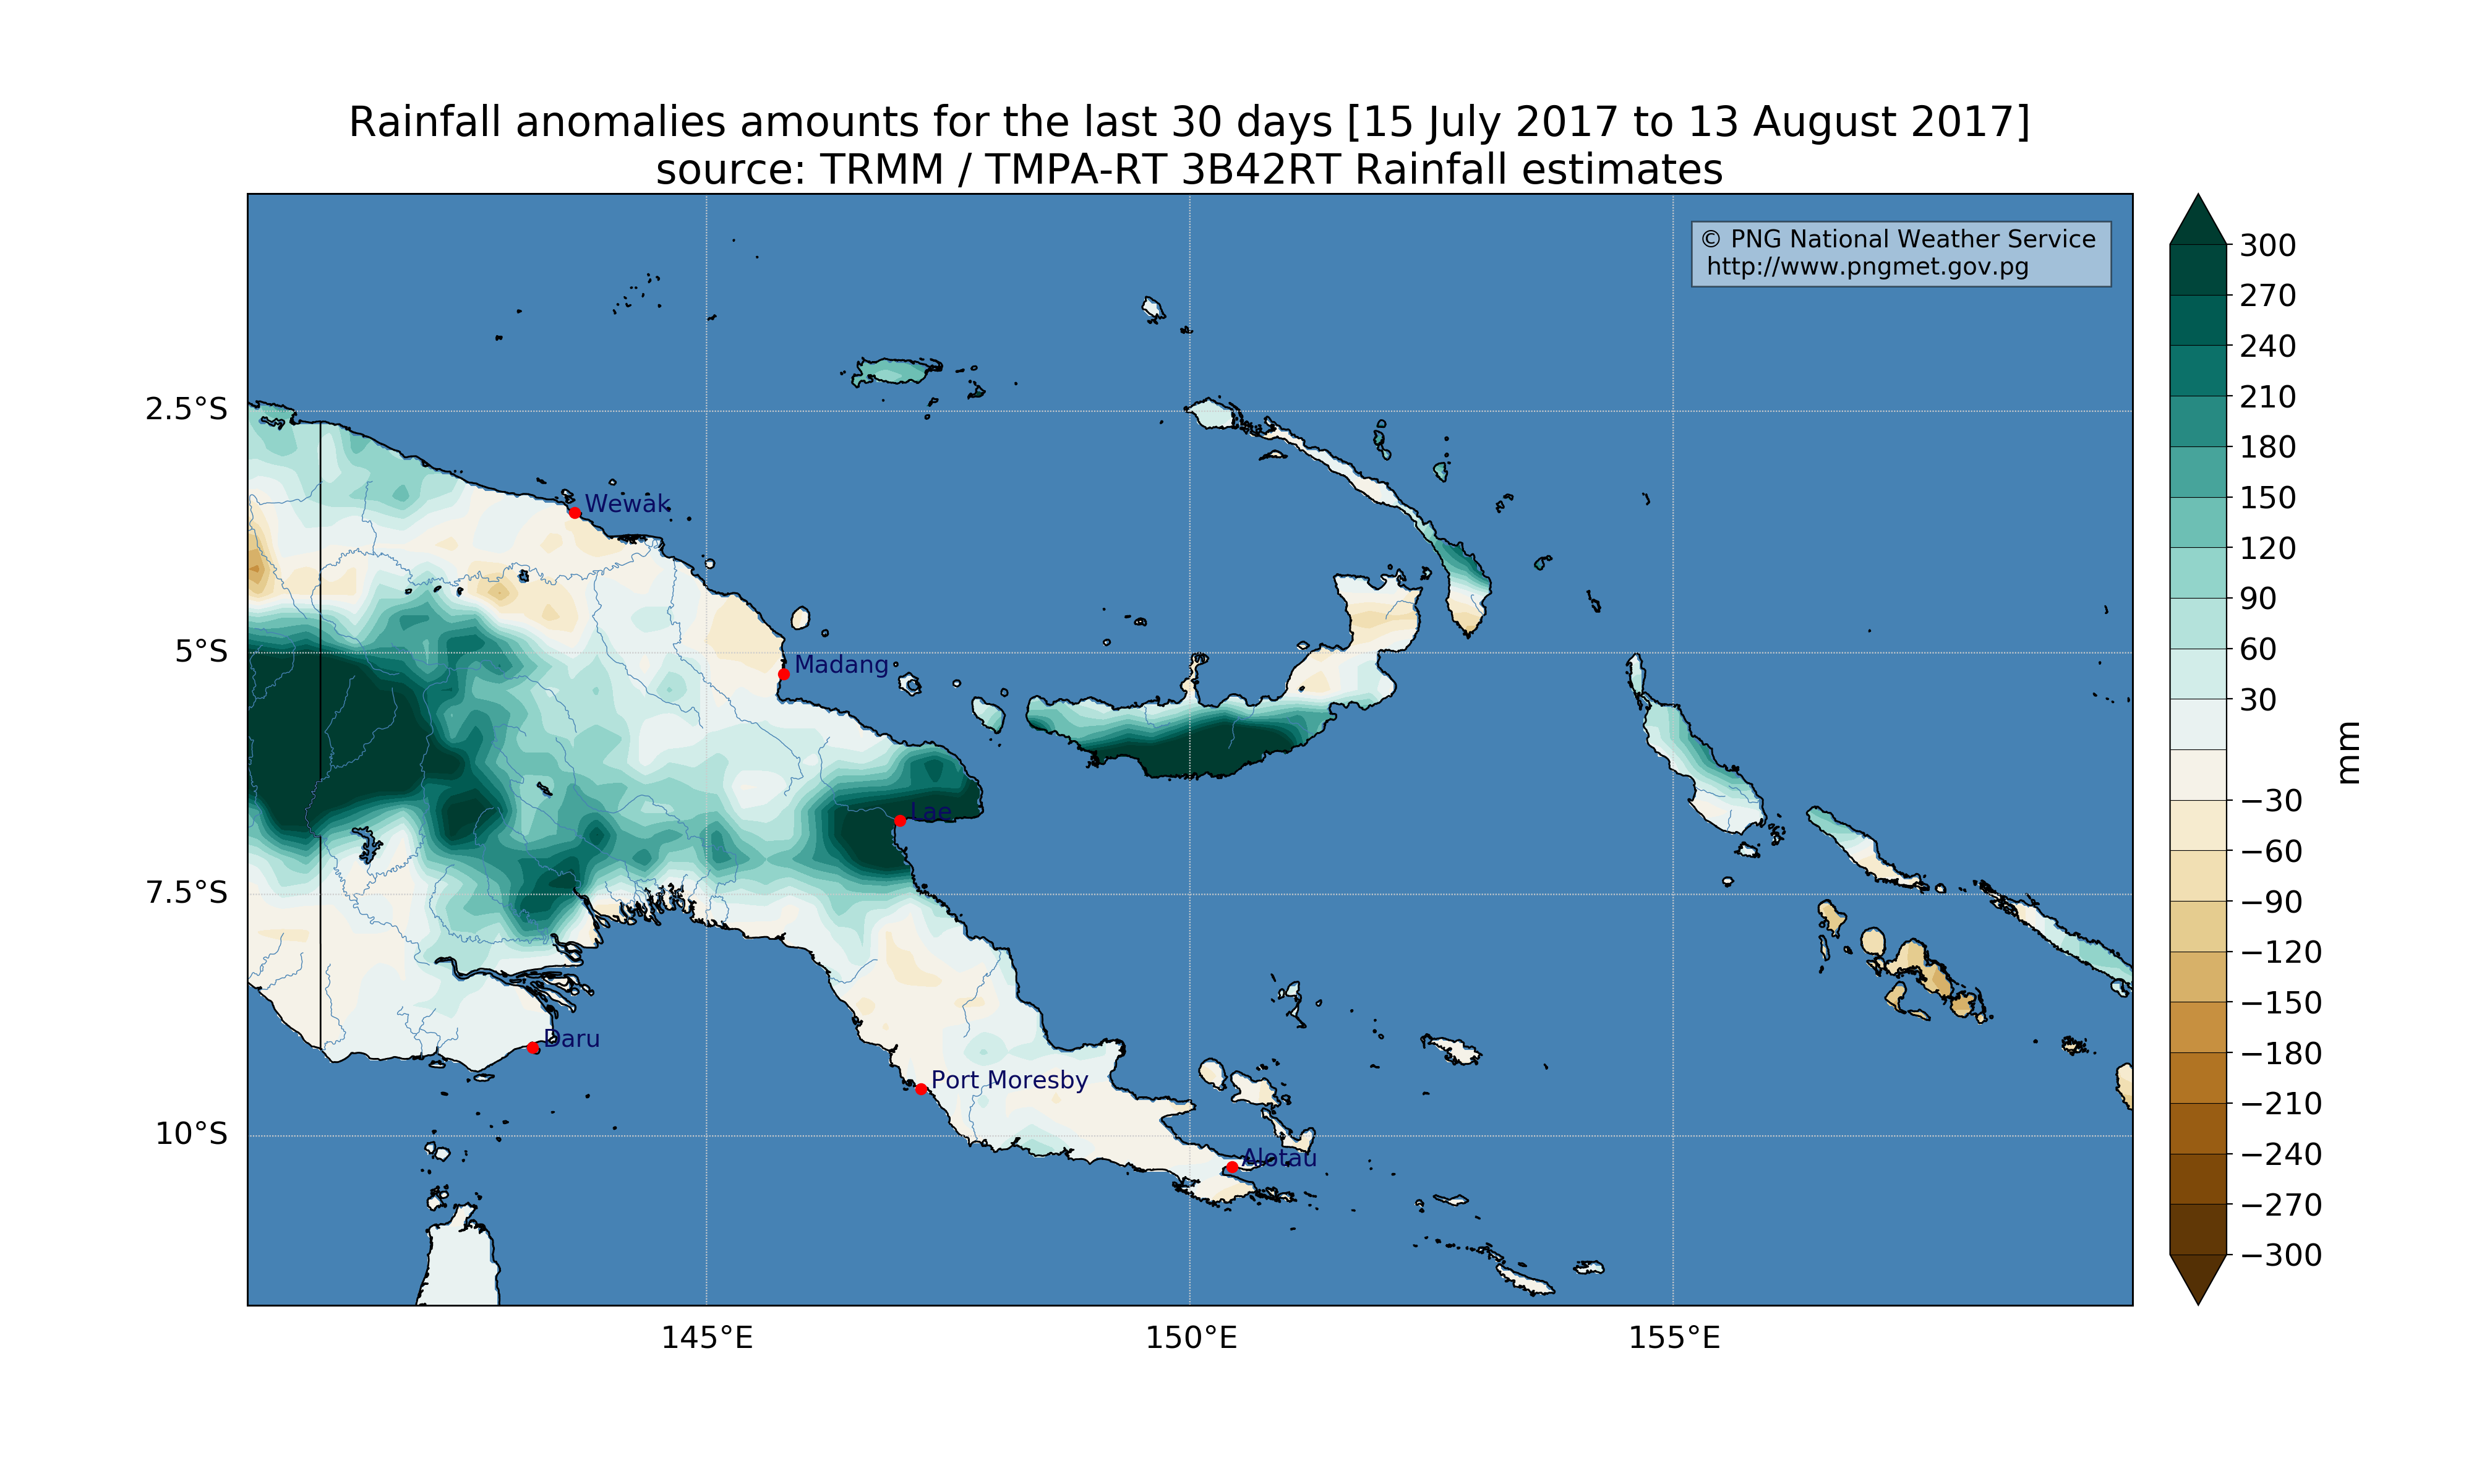 Rainfall anomalies amounts for the last 30 days [15 July 2017 to 13 August 2017]
source: TRMM / TMPA-RT 3B42RT Rainfall estimates
© PNG National Weather Service
http://www.pngmet.gov.pg
2.5°S
5°S
7.5°S
10°S
145°E
150°E
155°E
Wewak
Madang
Lae
Daru
Port Moresby
Alotau
300
270
240
210
180
150
120
90
60
30
−30
−60
−90
−120
−150
−180
−210
−240
−270
−300
mm